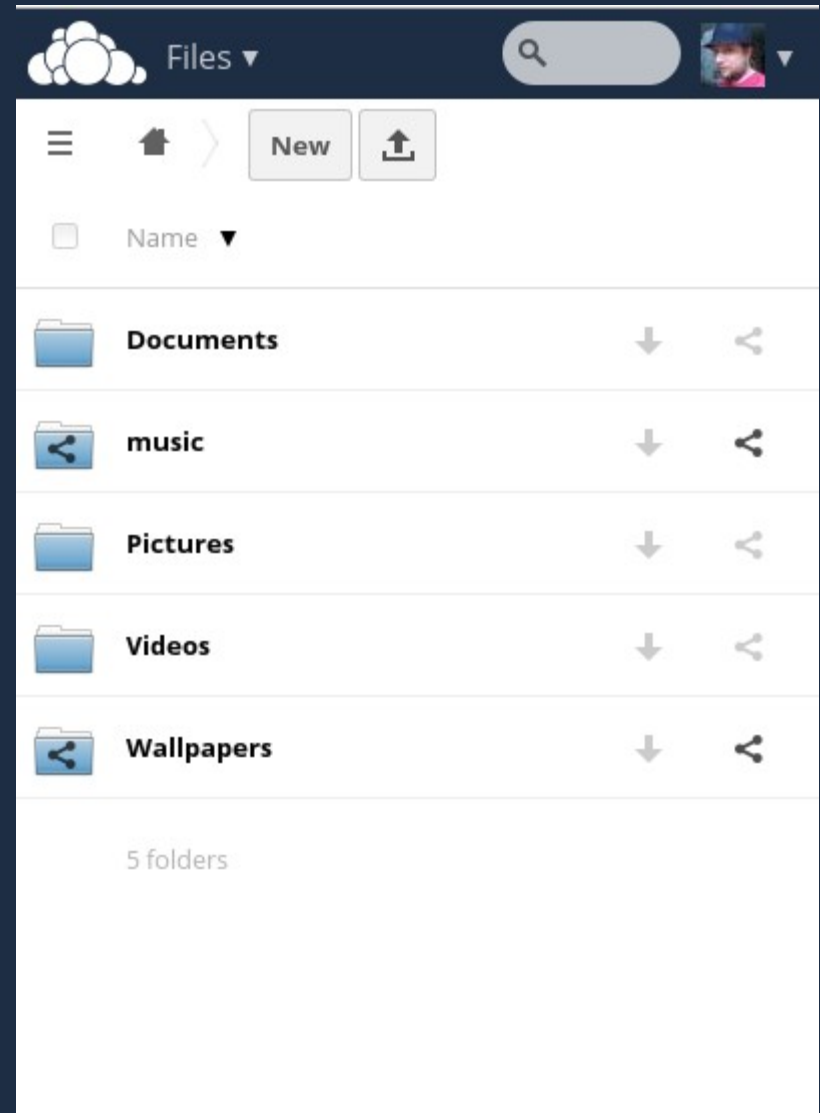 Files ▾
New
Name ▼
Documents
music
Pictures
Videos
Wallpapers
5 folders